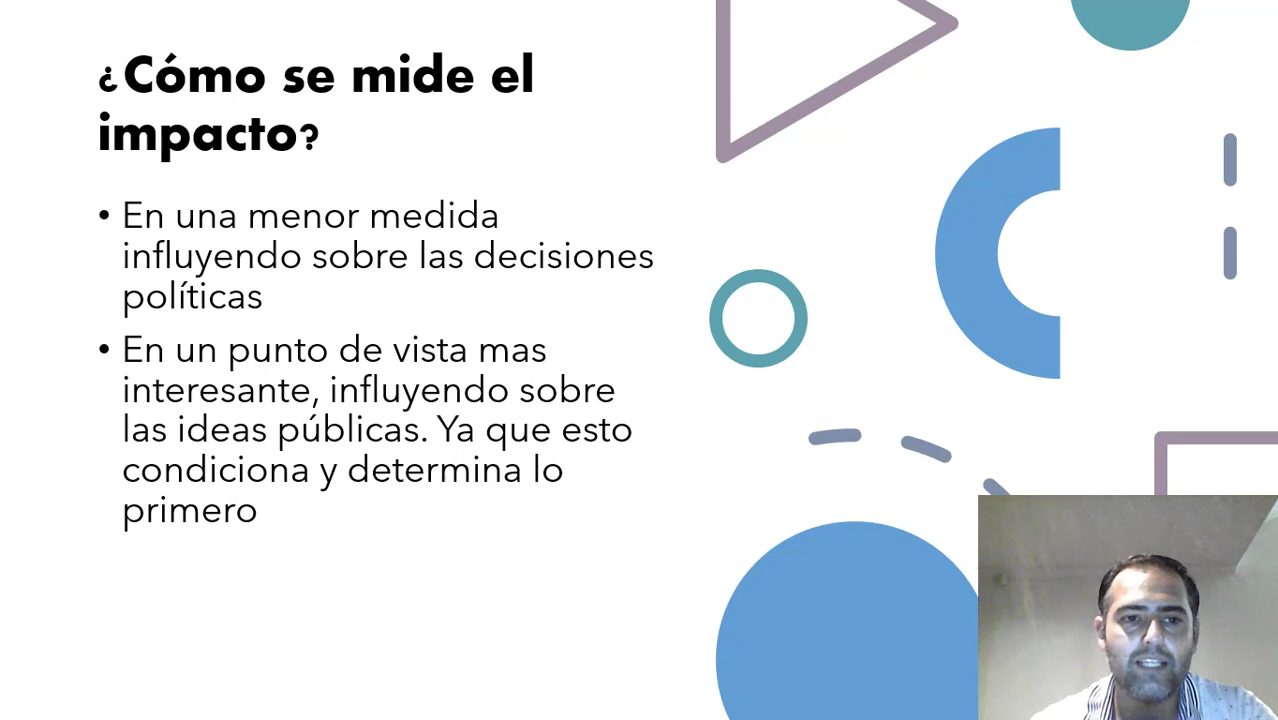 ¿Cómo se mide el
impacto?
• En una menor medida
influyendo sobre las decisiones
políticas
• En un punto de vista mas
interesante, influyendo sobre
las ideas públicas. Ya que esto
condiciona y determina lo
primero